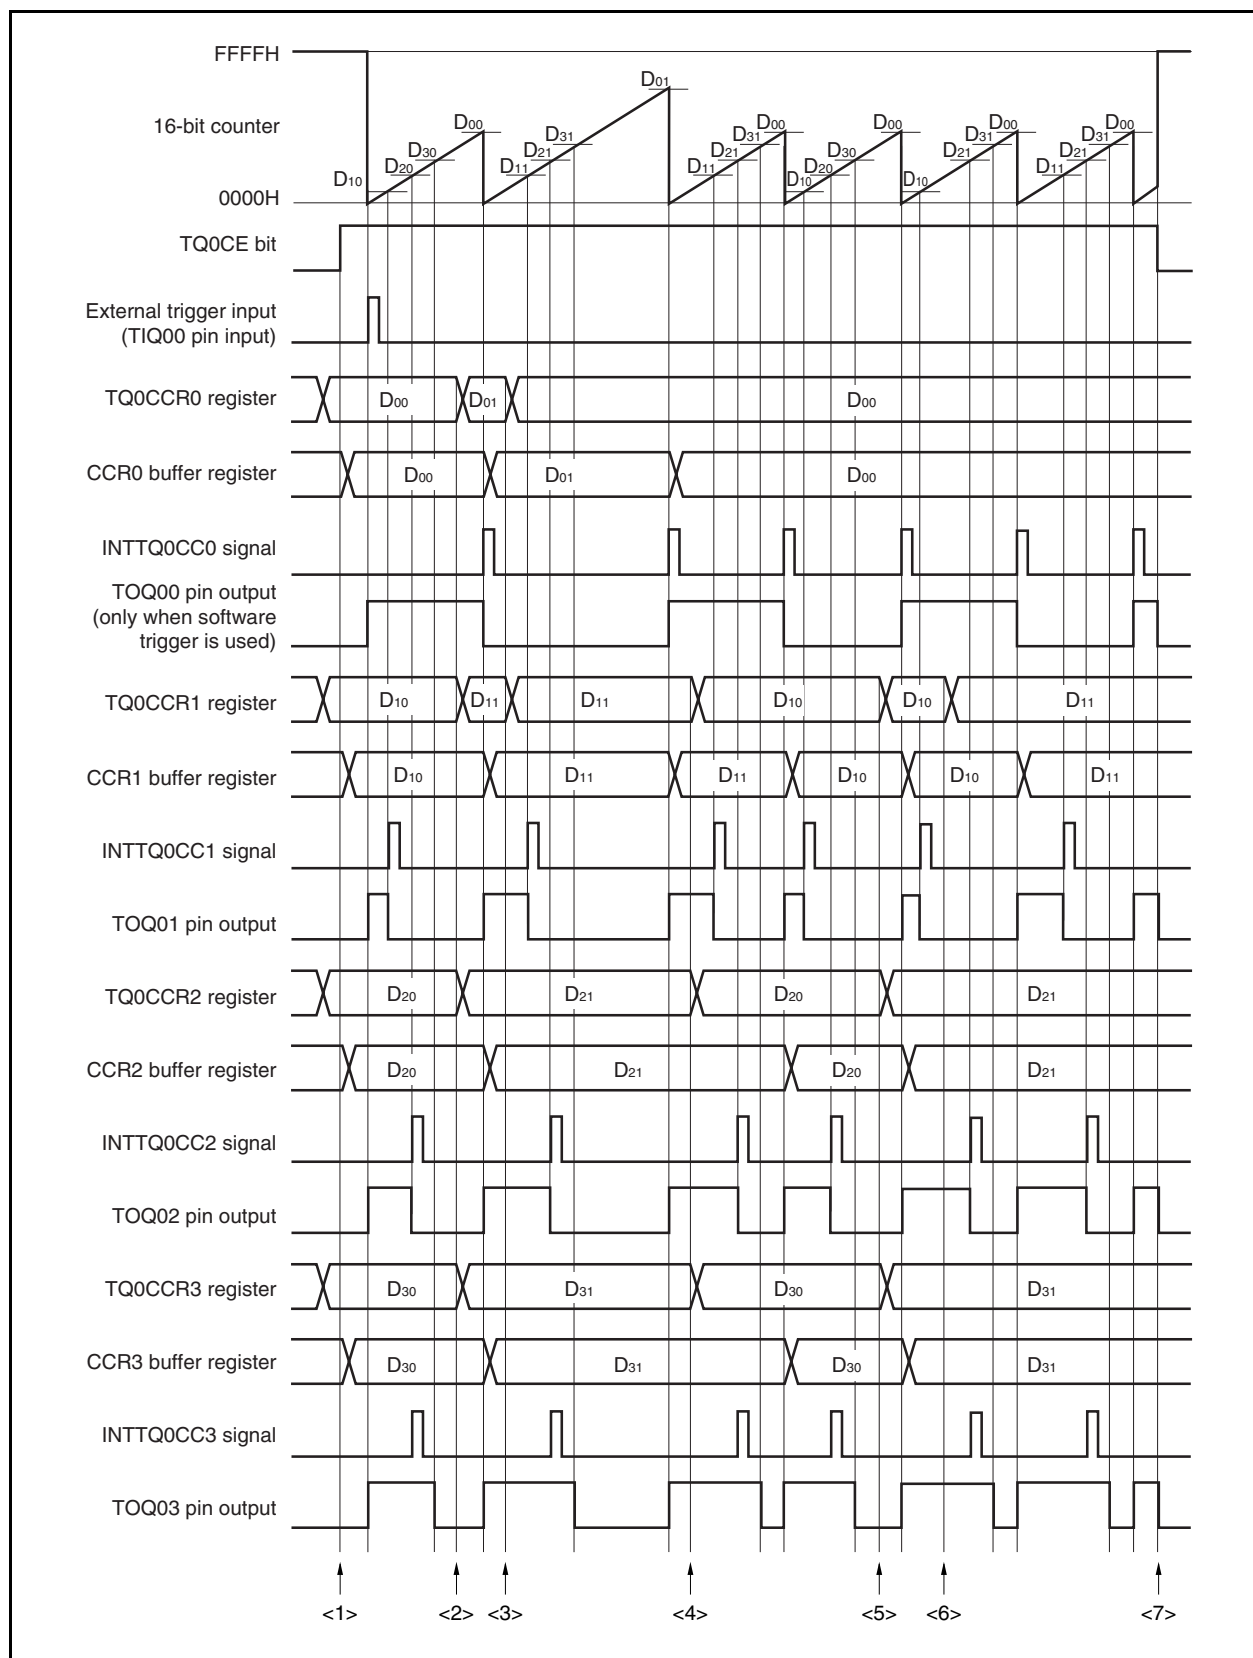 FFFFH
D01
16-bit counter
D00 D00 D00 D00 D00
D31 D31 D31 D31
D30 D21 D21 D30 D21 D21
D20 D11 D11 D20 D11
D10 D10 D10
0000H
TQ0CE bit
External trigger input
(TIQ00 pin input)
TQ0CCR0 register D00 D01 D00
CCR0 buffer register D00 D01 D00
INTTQ0CC0 signal
TOQ00 pin output
(only when software
trigger is used)
TQ0CCR1 register D10 D11 D11 D10 D10 D11
CCR1 buffer register D10 D11 D11 D10 D10 D11
INTTQ0CC1 signal
TOQ01 pin output
TQ0CCR2 register D20 D21 D20 D21
CCR2 buffer register D20 D21 D20 D21
INTTQ0CC2 signal
TOQ02 pin output
TQ0CCR3 register D30 D31 D30 D31
CCR3 buffer register D30 D31 D30 D31
INTTQ0CC3 signal
TOQ03 pin output
<1> <2> <3> <4> <5> <6> <7>